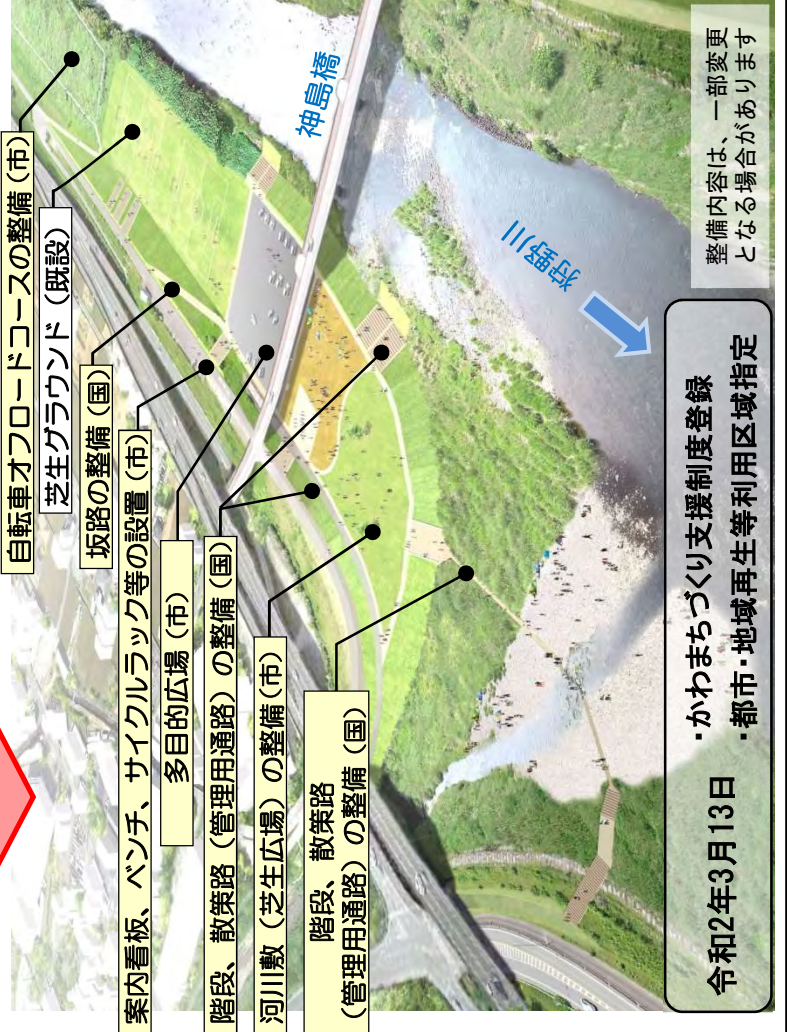 自転車オフロードコースの整備（市）
芝生グラウンド（既設）
坂路の整備（国）
案内看板、ベンチ、サイクルラック等の設置（市）
多目的広場（市）
階段、散策路（管理用通路）の整備（国）
河川敷（芝生広場）の整備（市）
階段、散策路
（管理用通路）の整備（国）
神島橋
狩野川
整備内容は、一部変更
となる場合があります
令和2年3月13日
・かわまちづくり支援制度登録
・都市・地域再生等利用区域指定